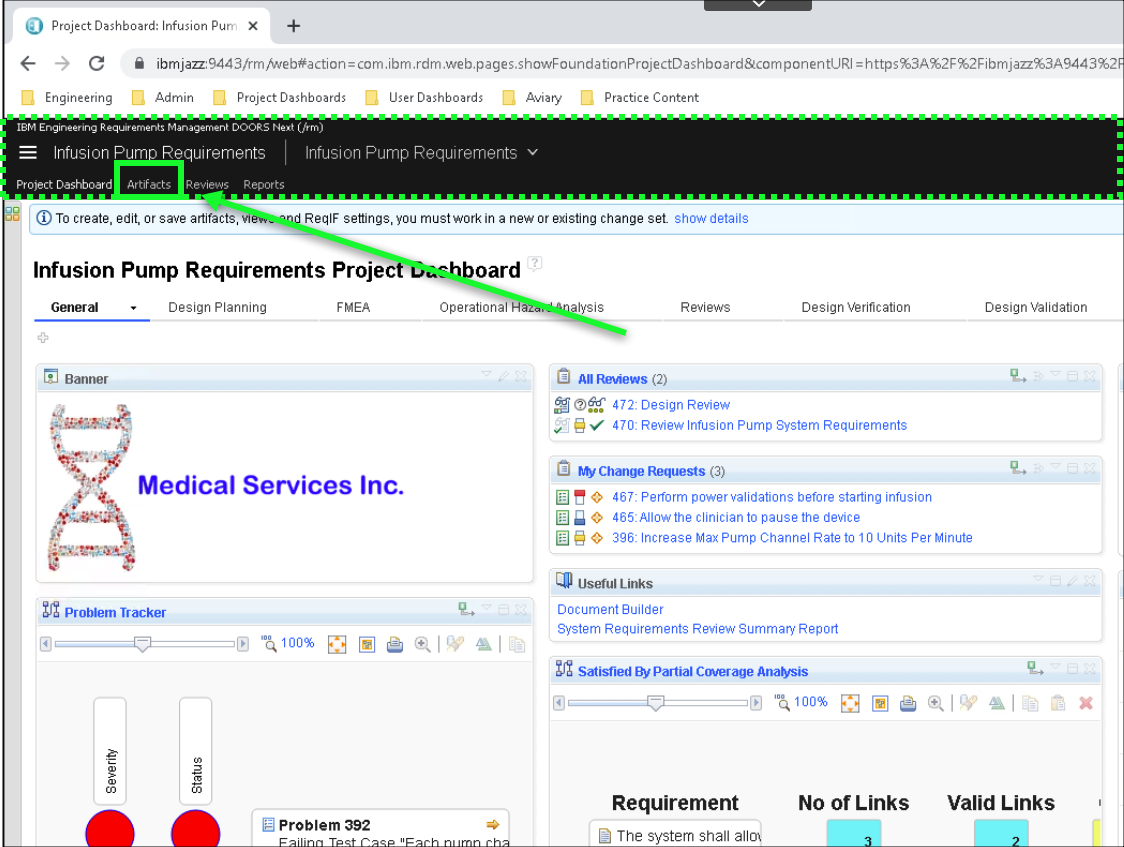 Project Dashboard: Infusion Pum
ibmjazz:9443/rm/web#action=com.ibm.rdm.web.pages.showFoundationProjectDashboard&componentURI=https%3A%2F%2Fibmjazz%3A9443%2F
Engineering Admin Project Dashboards User Dashboards Aviary Practice Content
IBM Engineering Requirements Management DOORS Next (/rm)
Infusion Pump Requirements Infusion Pump Requirements
Project Dashboard Artifacts Reviews Reports
To create, edit, or save artifacts, views and ReqIF settings, you must work in a new or existing change set. show details
Infusion Pump Requirements Project Dashboard ?
General Design Planning FMEA Operational Hazard Analysis Reviews Design Verification Design Validation
Banner
Medical Services Inc.
Problem Tracker
100%
Severity
Status
Problem 392
Failing Test Case "Each pump cha
All Reviews (2)
472: Design Review
470: Review Infusion Pump System Requirements
My Change Requests (3)
467: Perform power validations before starting infusion
465: Allow the clinician to pause the device
396: Increase Max Pump Channel Rate to 10 Units Per Minute
Useful Links
Document Builder
System Requirements Review Summary Report
Satisfied By Partial Coverage Analysis
100%
Requirement No of Links Valid Links
The system shall allow
3 2